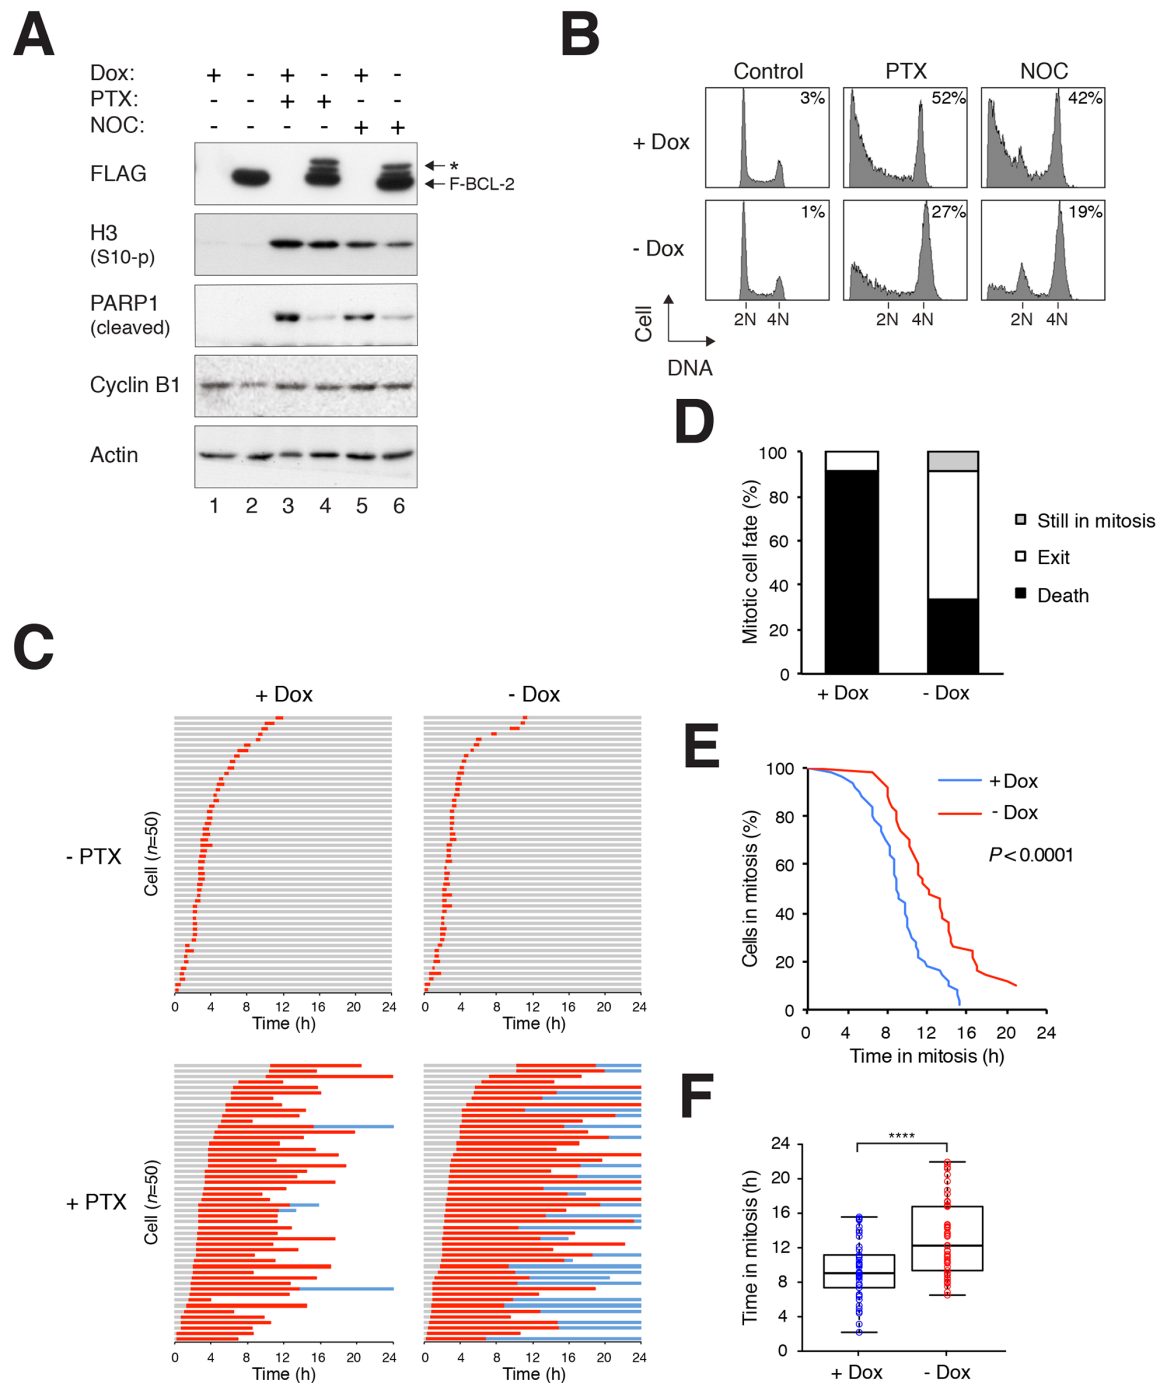 A
Dox: + - + - + -
PTX: - - + + - -
NOC: - - - - + +
FLAG
*
F-BCL-2
H3
(S10-p)
PARP1
(cleaved)
Cyclin B1
Actin
1 2 3 4 5 6
B
Control PTX NOC
+ Dox
3% 52% 42%
- Dox
1% 27% 19%
2N 4N 2N 4N 2N 4N
Cell
DNA
C
+ Dox - Dox
- PTX
Cell (n=50)
0 4 8 12 16 20 24 0 4 8 12 16 20 24
Time (h) Time (h)
+ PTX
Cell (n=50)
0 4 8 12 16 20 24 0 4 8 12 16 20 24
Time (h) Time (h)
D
Mitotic cell fate (%)
100
80
60
40
20
0
+ Dox - Dox
Still in mitosis
Exit
Death
E
Cells in mitosis (%)
100
80
60
40
20
0
+ Dox
- Dox
P < 0.0001
0 4 8 12 16 20 24
Time in mitosis (h)
F
Time in mitosis (h)
24
20
16
12
8
4
0
****
+ Dox - Dox